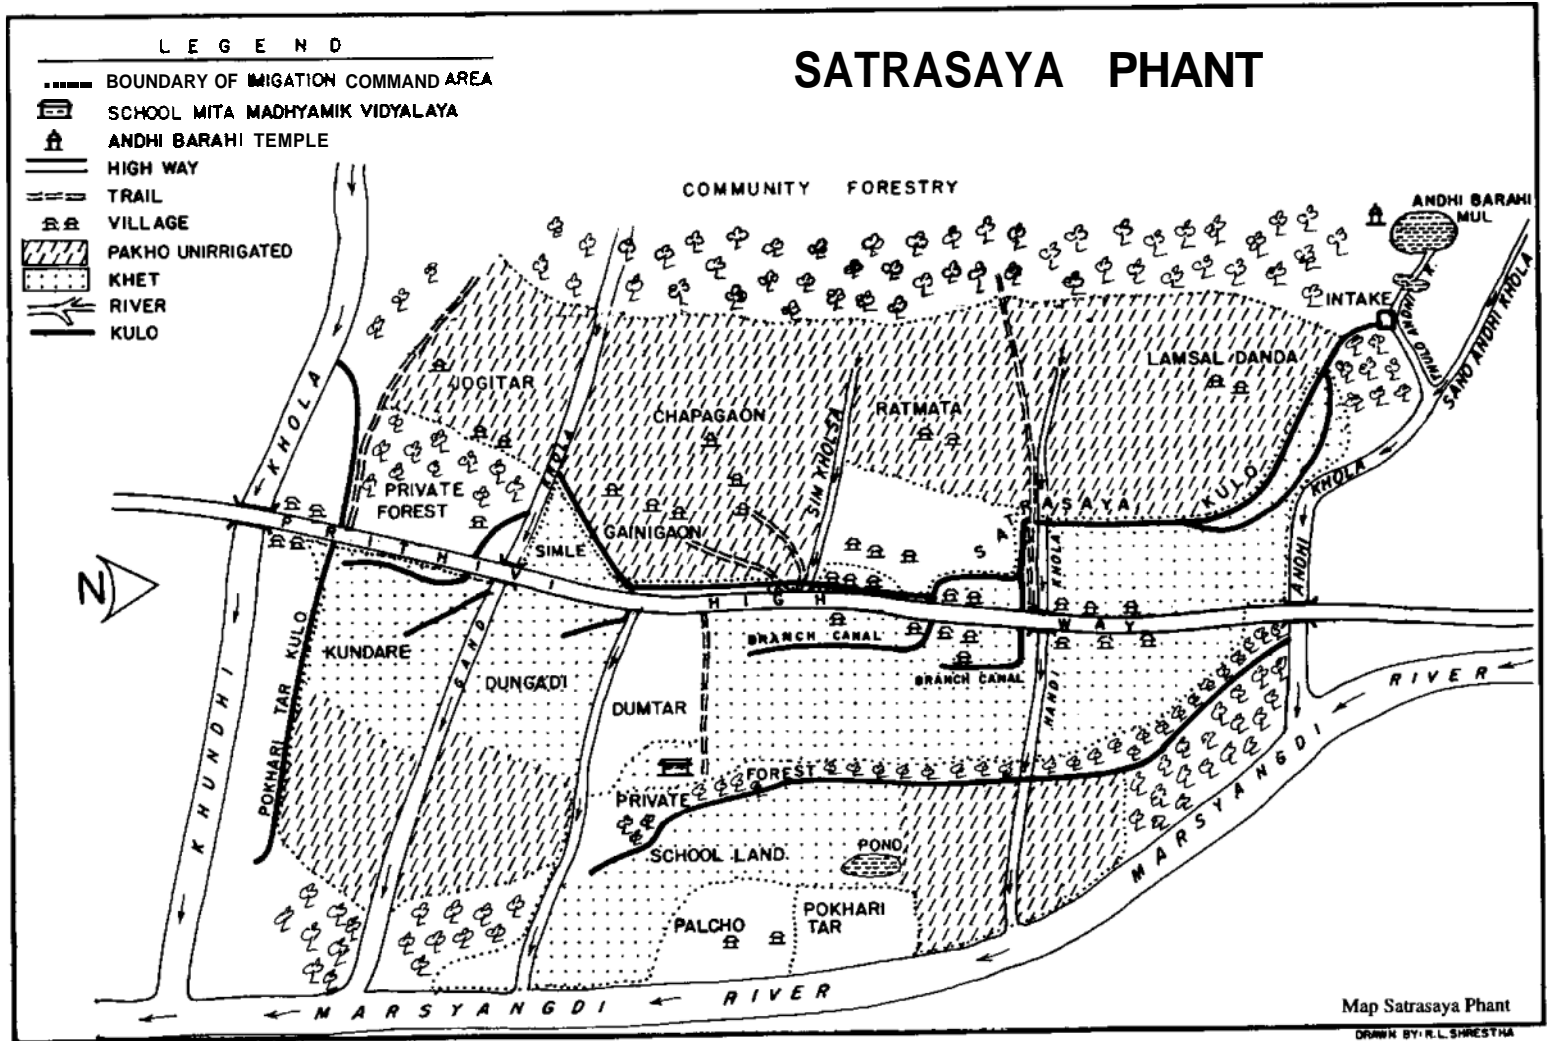 LEGEND
BOUNDARY OF IMIGATION COMMAND AREA
SCHOOL MITA MADHYAMIK VIDYALAYA
ANDHI BARAHI TEMPLE
HIGH WAY
TRAIL
VILLAGE
PAKHO UNIRRIGATED
KHET
RIVER
KULO
SATRASAYA PHANT
COMMUNITY FORESTRY
ANDHI BARAHI
MUL
INTAKE
THULO ANDHI K.
SANO ANDHI KHOLA
LAMSAL DANDA
JOGITAR
CHAPAGAON
RATMATA
KHOLA
KHOLA
SIM KHOLSA
PRIVATE
FOREST
GAINIGAON
SIMLE
SATRASAYA KULO
KHOLA
ANDHI
KHOLA
PRITHIVI HIGH WAY
N
KUNDARE
GAND
DUNGADI
DUMTAR
BRANCH CANAL
BRANCH CANAL
HANDI
RIVER
POKHARI TAR KULO
KHUNDHI
FOREST
PRIVATE
SCHOOL LAND
POND
PALCHO
POKHARI
TAR
MARSYANGDI
MARSYANGDI RIVER
Map Satrasaya Phant
DRAWN BY: R.L. SHRESTHA